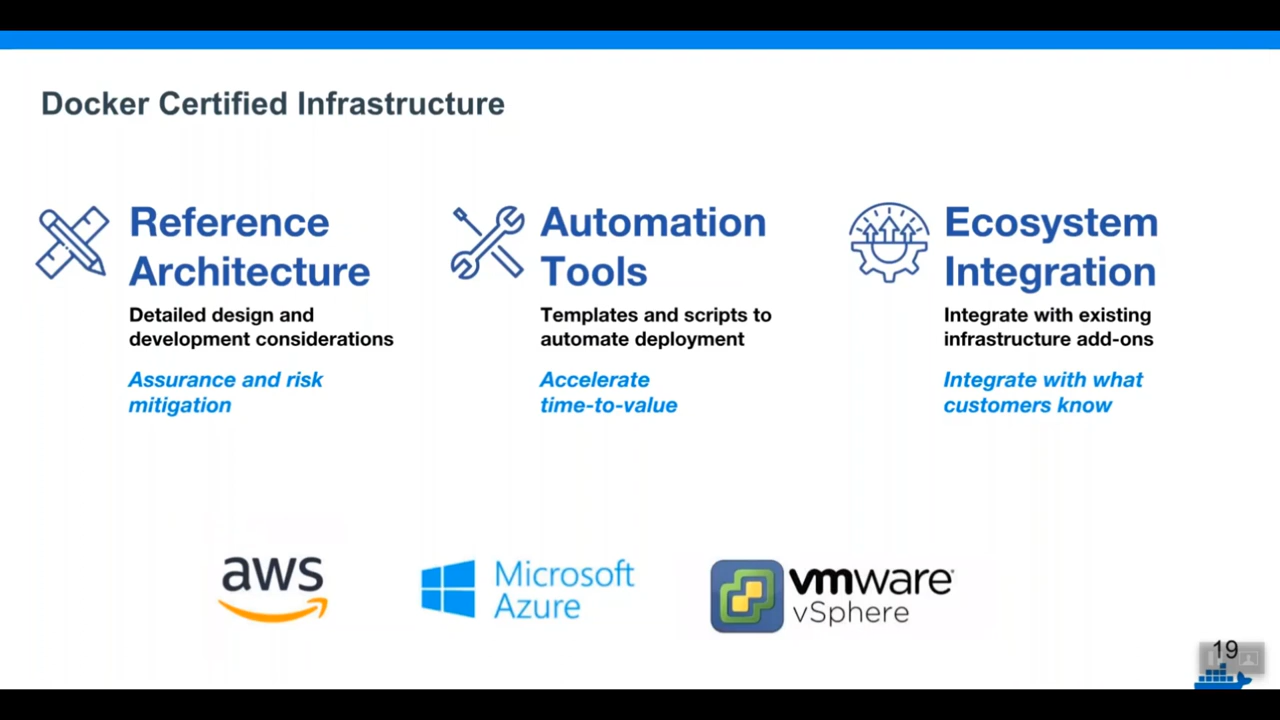 Docker Certified Infrastructure
Reference
Architecture
Detailed design and
development considerations
Assurance and risk
mitigation
Automation
Tools
Templates and scripts to
automate deployment
Accelerate
time-to-value
Ecosystem
Integration
Integrate with existing
infrastructure add-ons
Integrate with what
customers know
aws
Microsoft
Azure
vmware®
vSphere
19